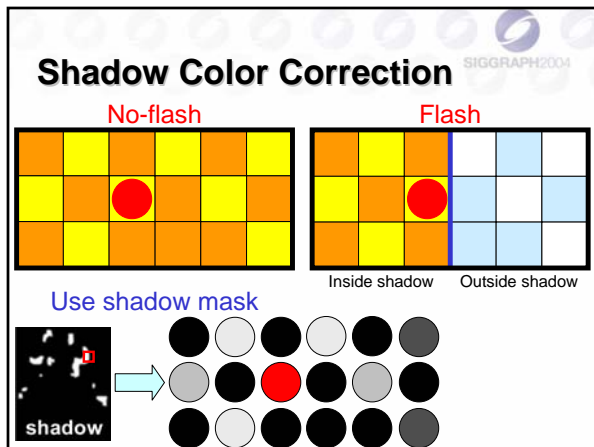 SIGGRAPH2004
Shadow Color Correction
No-flash Flash
Inside shadow Outside shadow
Use shadow mask
shadow